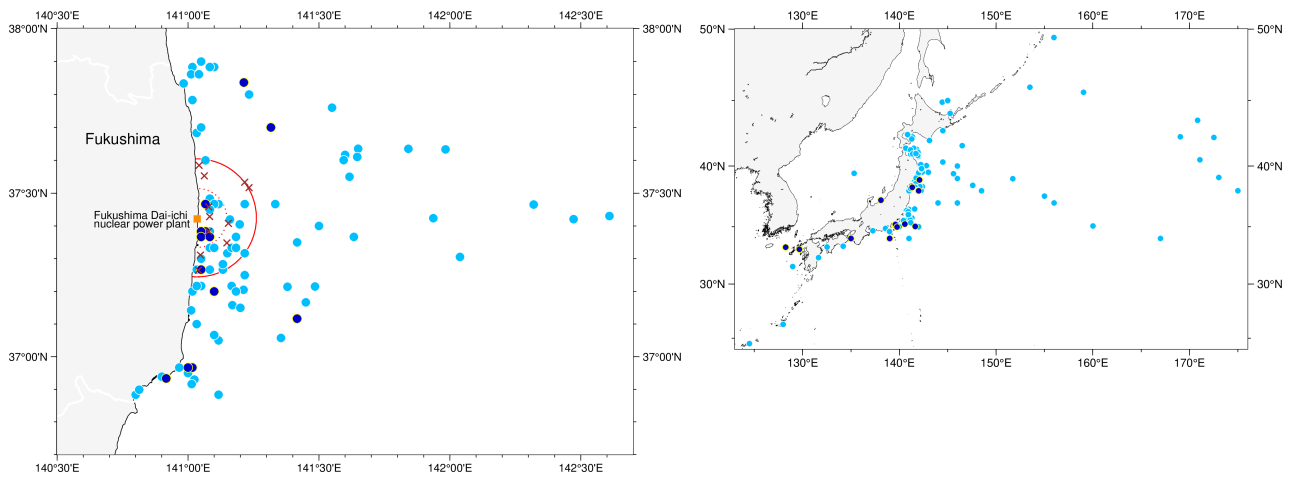 140°30'E 141°00'E 141°30'E 142°00'E 142°30'E
38°00'N 38°00'N
Fukushima
37°30'N 37°30'N
Fukushima Dai-ichi
nuclear power plant
37°00'N 37°00'N
140°30'E 141°00'E 141°30'E 142°00'E 142°30'E
130°E 140°E 150°E 160°E 170°E
50°N 50°N
40°N 40°N
30°N 30°N
130°E 140°E 150°E 160°E 170°E